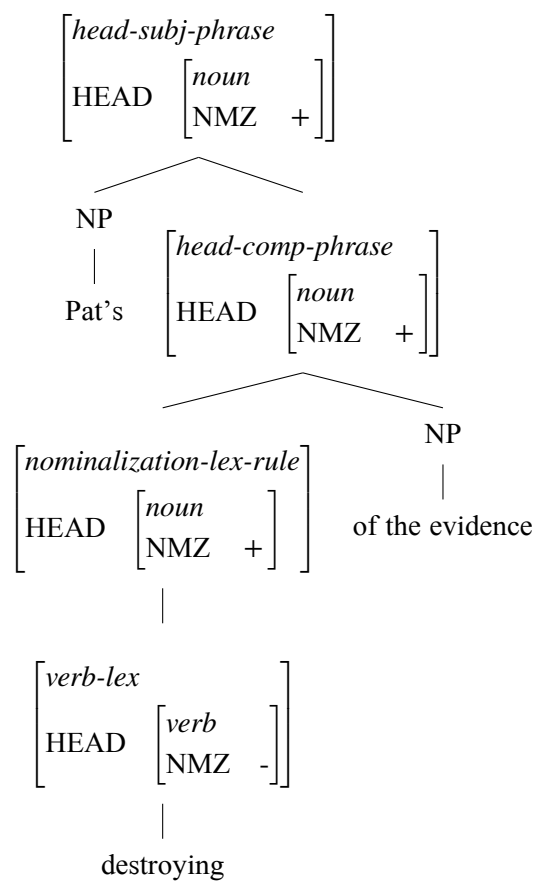 head-subj-phrase
HEAD noun
NMZ +
NP
Pat's
head-comp-phrase
HEAD noun
NMZ +
NP
of the evidence
nominalization-lex-rule
HEAD noun
NMZ +
verb-lex
HEAD verb
NMZ -
destroying